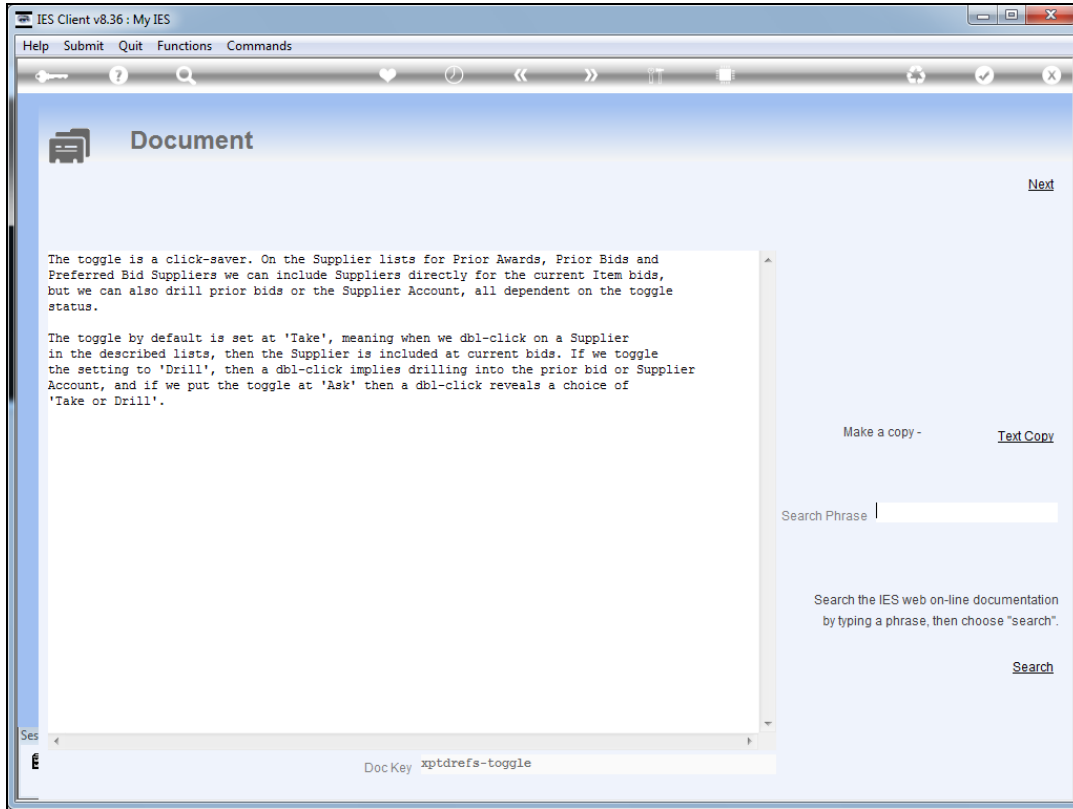 IES Client v8.36 : My IES
Help Submit Quit Functions Commands
Document
Next
The toggle is a click-saver. On the Supplier lists for Prior Awards, Prior Bids and
Preferred Bid Suppliers we can include Suppliers directly for the current Item bids,
but we can also drill prior bids or the Supplier Account, all dependent on the toggle
status.
The toggle by default is set at 'Take', meaning when we dbl-click on a Supplier
in the described lists, then the Supplier is included at current bids. If we toggle
the setting to 'Drill', then a dbl-click implies drilling into the prior bid or Supplier
Account, and if we put the toggle at 'Ask' then a dbl-click reveals a choice of
'Take or Drill'.
Make a copy - Text Copy
Search Phrase
Search the IES web on-line documentation
by typing a phrase, then choose "search".
Search
Ses
Doc Key xptdrefs-toggle